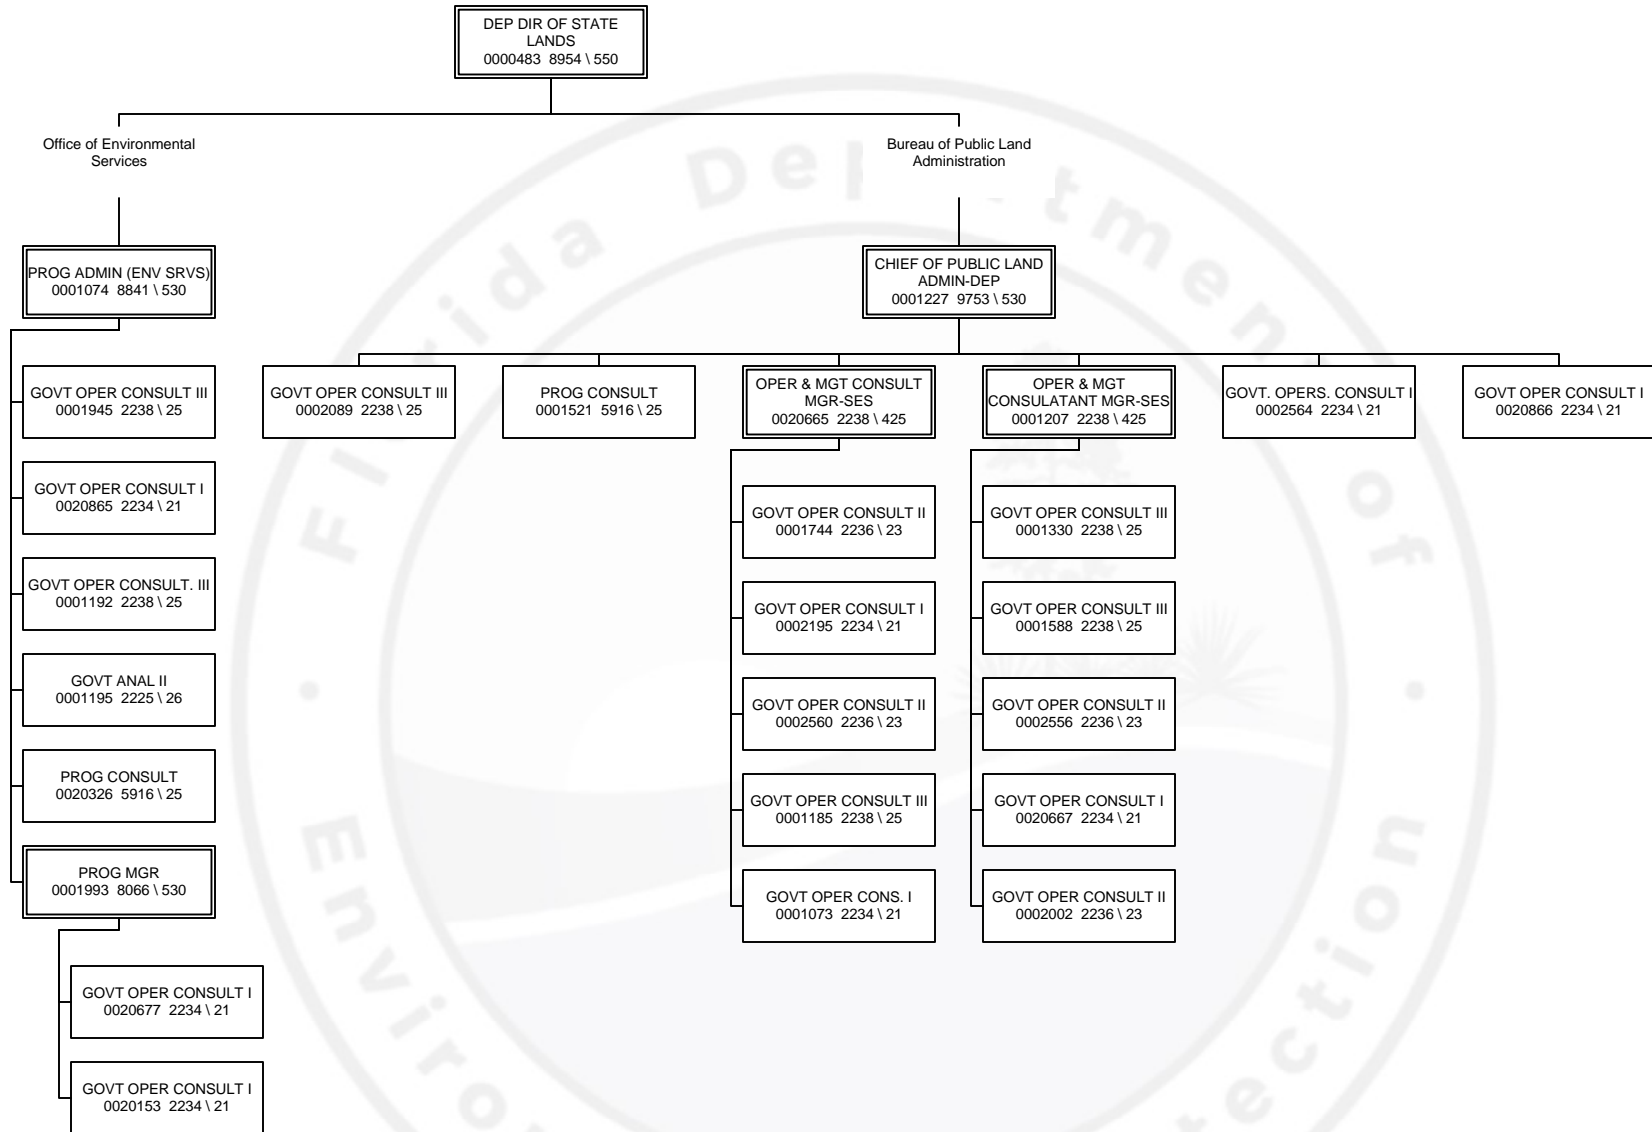 DEP DIR OF STATE
LANDS
0000483 8954 \ 550
Office of Environmental
Services
Bureau of Public Land
Administration
PROG ADMIN (ENV SRVS)
0001074 8841 \ 530
CHIEF OF PUBLIC LAND
ADMIN-DEP
0001227 9753 \ 530
GOVT OPER CONSULT III
0001945 2238 \ 25
GOVT OPER CONSULT I
0020865 2234 \ 21
GOVT OPER CONSULT. III
0001192 2238 \ 25
GOVT ANAL II
0001195 2225 \ 26
PROG CONSULT
0020326 5916 \ 25
PROG MGR
0001993 8066 \ 530
GOVT OPER CONSULT I
0020677 2234 \ 21
GOVT OPER CONSULT I
0020153 2234 \ 21
GOVT OPER CONSULT III
0002089 2238 \ 25
PROG CONSULT
0001521 5916 \ 25
OPER & MGT CONSULT
MGR-SES
0020665 2238 \ 425
GOVT OPER CONSULT II
0001744 2236 \ 23
GOVT OPER CONSULT I
0002195 2234 \ 21
GOVT OPER CONSULT II
0002560 2236 \ 23
GOVT OPER CONSULT III
0001185 2238 \ 25
GOVT OPER CONS. I
0001073 2234 \ 21
OPER & MGT
CONSULATANT MGR-SES
0001207 2238 \ 425
GOVT OPER CONSULT III
0001330 2238 \ 25
GOVT OPER CONSULT III
0001588 2238 \ 25
GOVT OPER CONSULT II
0002556 2236 \ 23
GOVT OPER CONSULT I
0020667 2234 \ 21
GOVT OPER CONSULT II
0002002 2236 \ 23
GOVT. OPERS. CONSULT I
0002564 2234 \ 21
GOVT OPER CONSULT I
0020866 2234 \ 21
Florida Dep tment of
Enviro tection